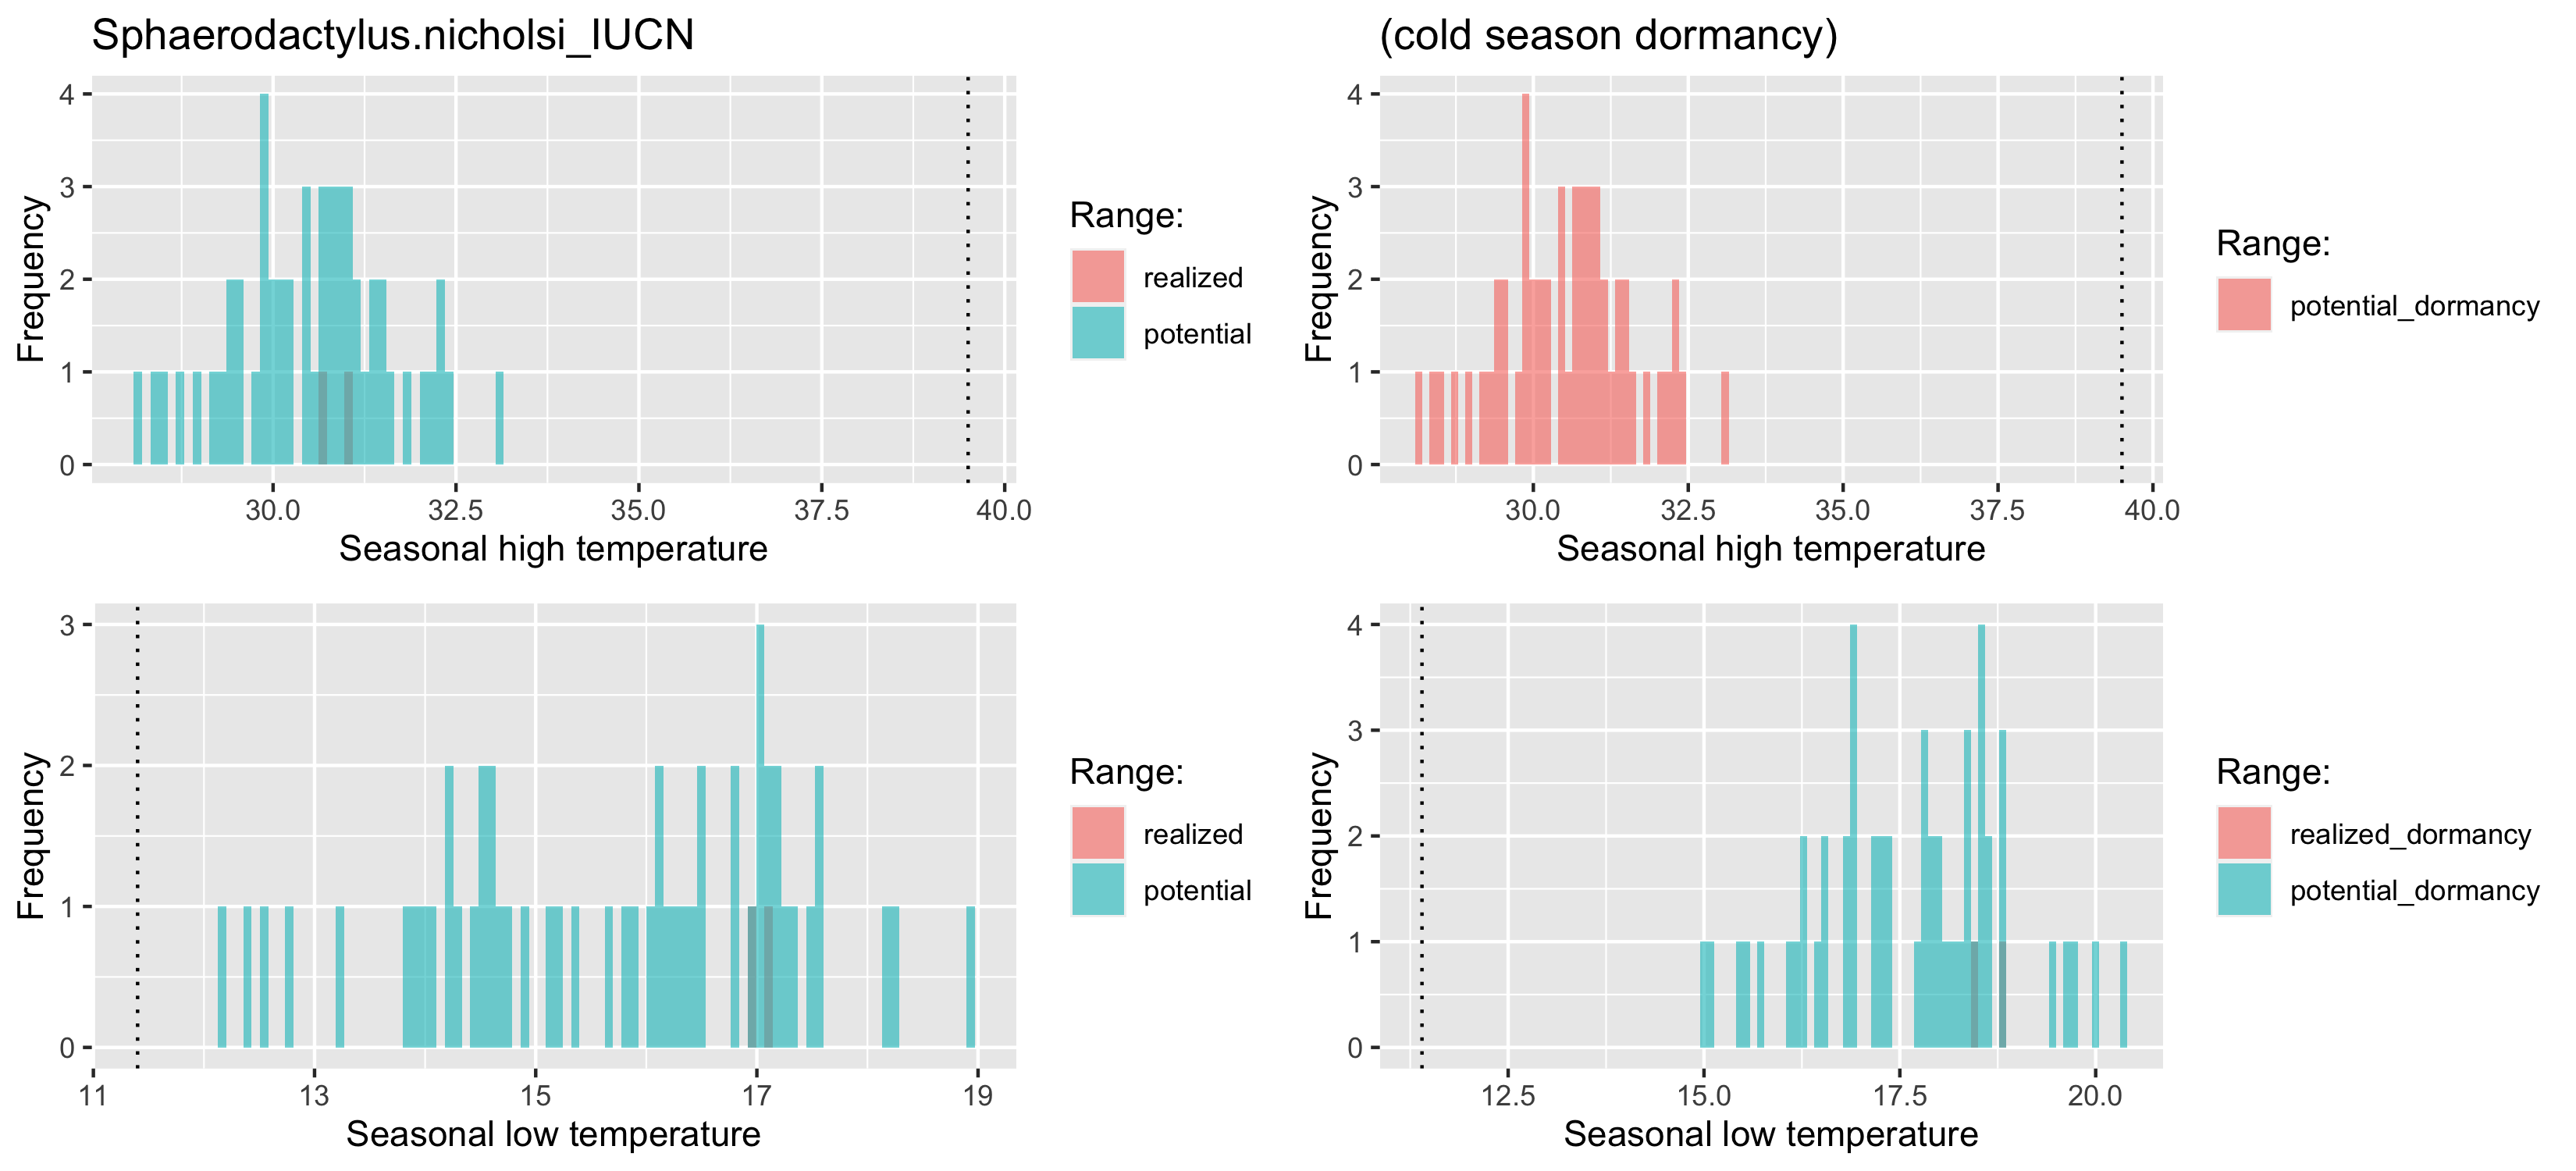 Sphaerodactylus.nicholsi_IUCN
4
3
2
1
0
Frequency
30.0 32.5 35.0 37.5 40.0
Seasonal high temperature
Range:
realized
potential
(cold season dormancy)
4
3
2
1
0
Frequency
30.0 32.5 35.0 37.5 40.0
Seasonal high temperature
Range:
potential_dormancy
3
2
1
0
Frequency
11 13 15 17 19
Seasonal low temperature
Range:
realized
potential
4
3
2
1
0
Frequency
12.5 15.0 17.5 20.0
Seasonal low temperature
Range:
realized_dormancy
potential_dormancy